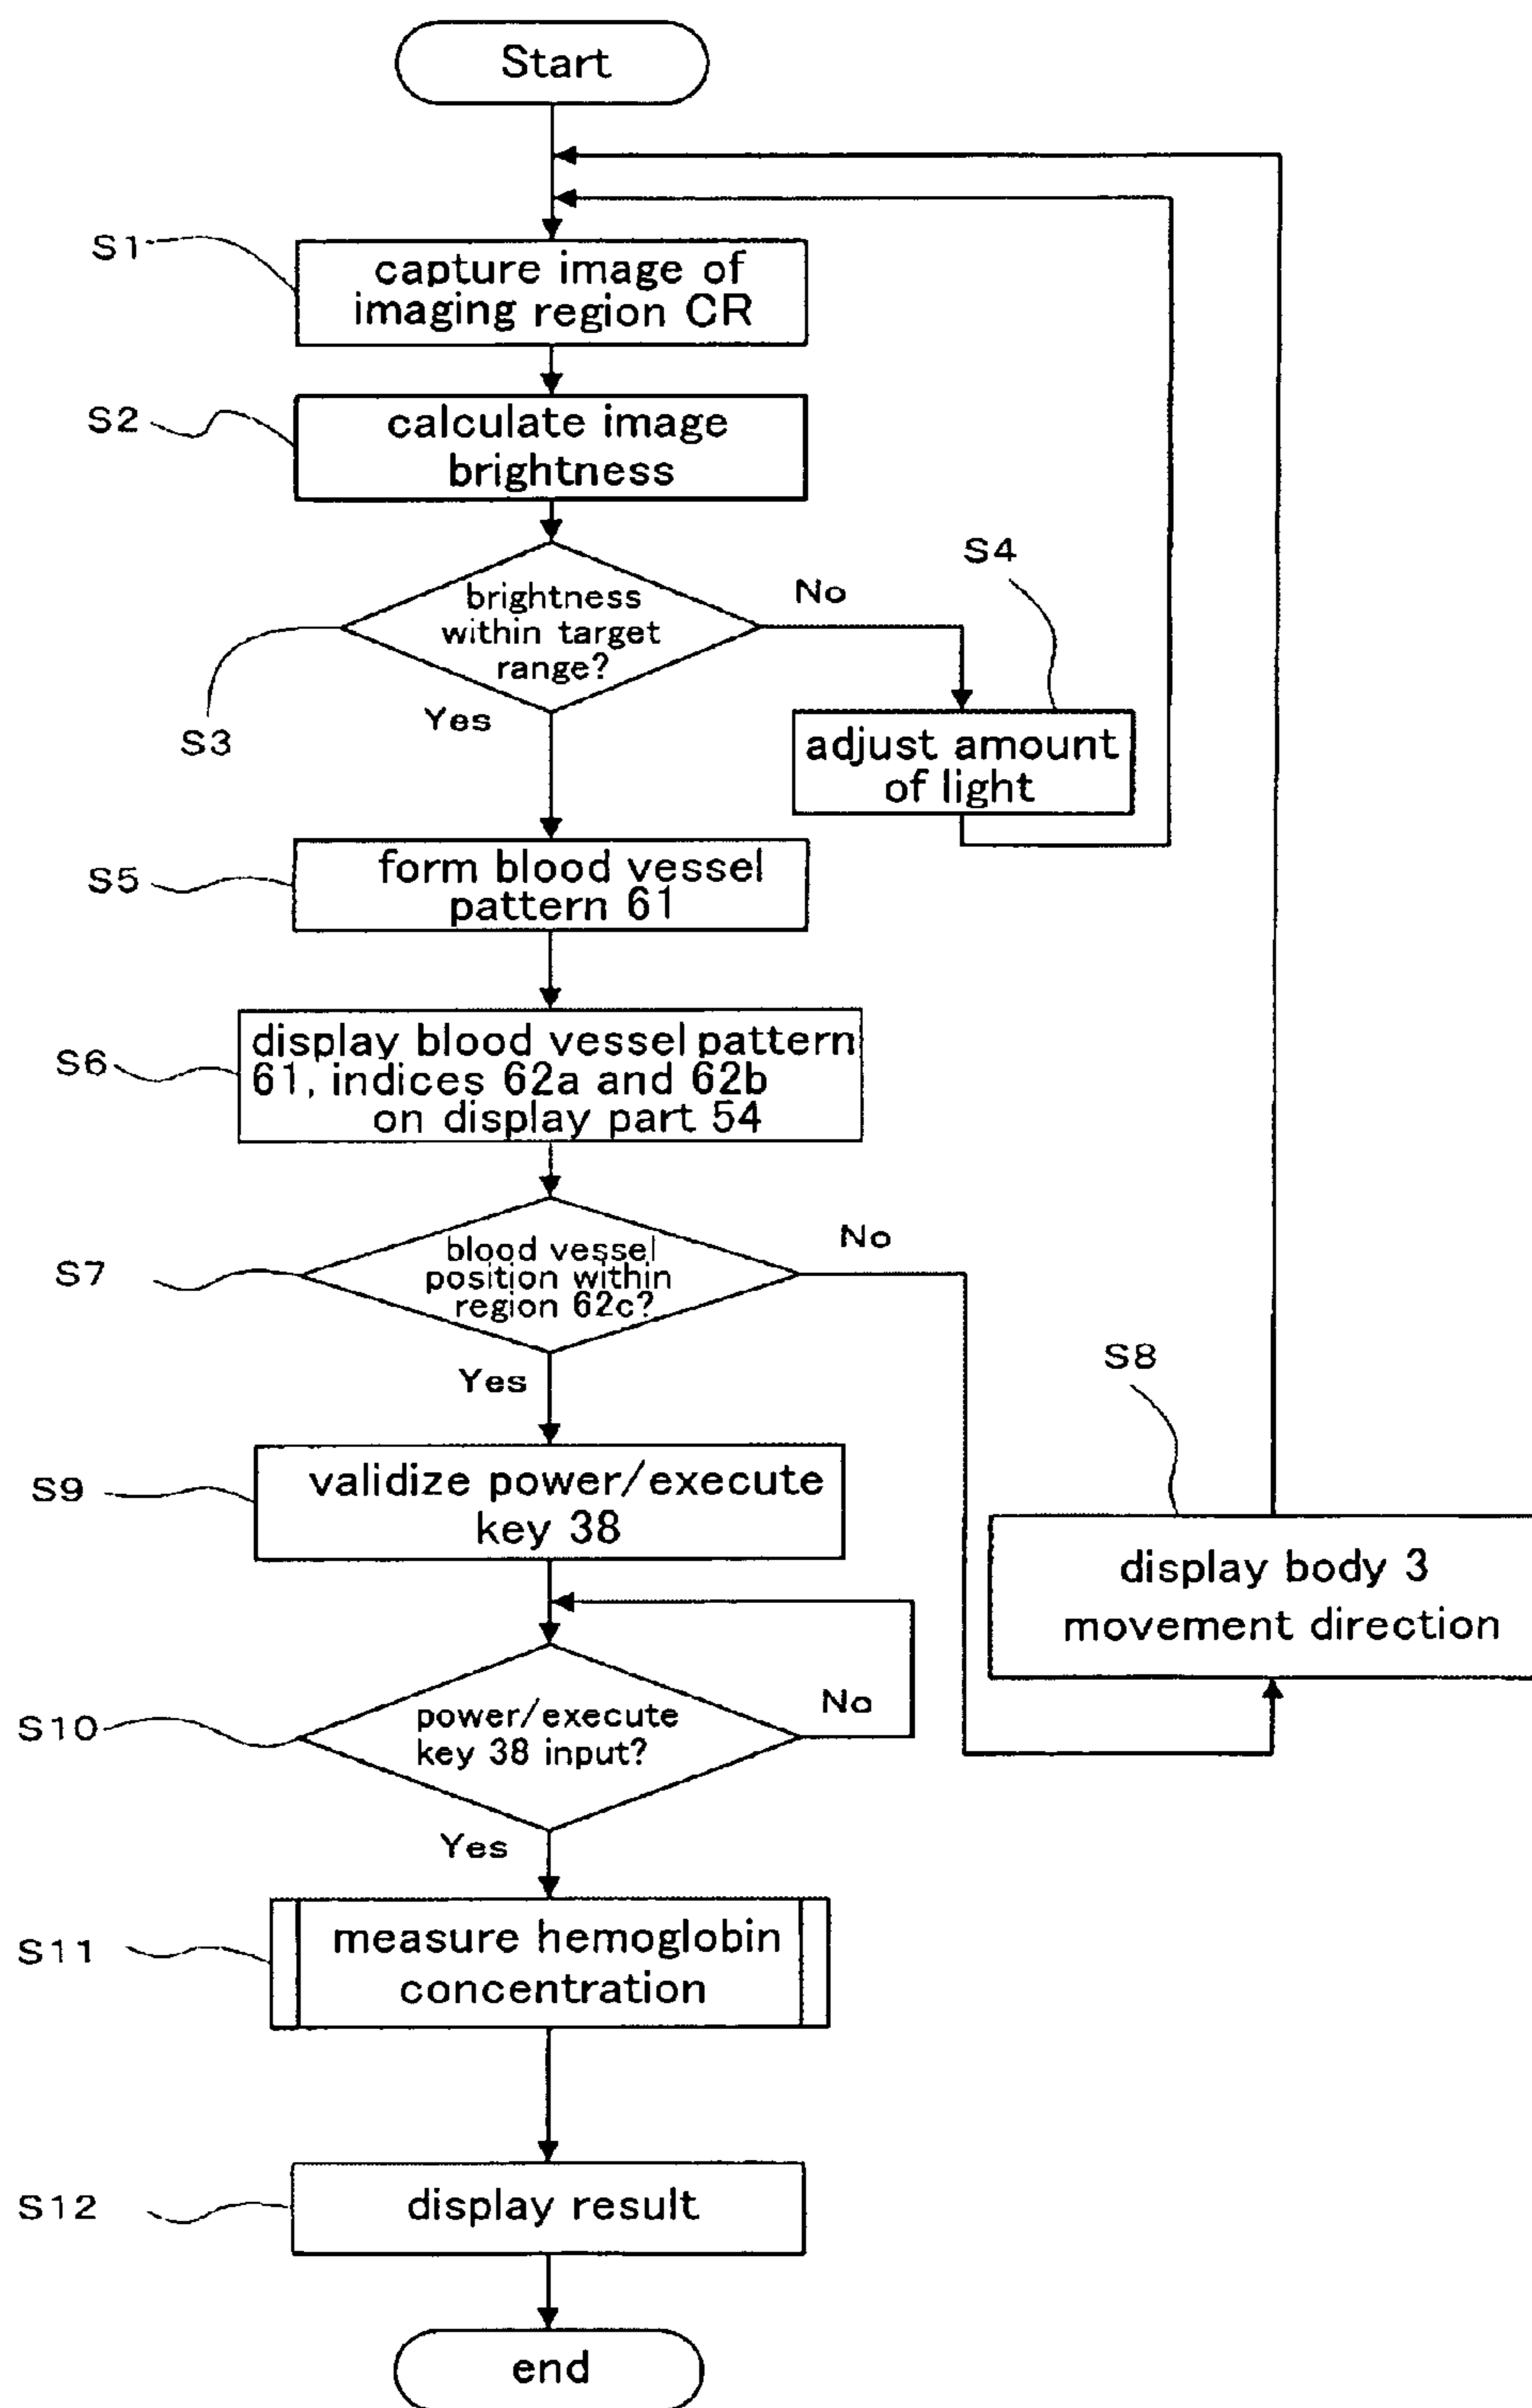 Start
S1
capture image of
imaging region CR
S2
calculate image
brightness
S3
brightness
within target
range?
No
Yes
S4
adjust amount
of light
S5
form blood vessel
pattern 61
S6
display blood vessel pattern
61, indices 62a and 62b
on display part 54
S7
blood vessel
position within
region 62c?
No
Yes
S8
display body 3
movement direction
S9
validize power/execute
key 38
S10
power/execute
key 38 input?
No
Yes
S11
measure hemoglobin
concentration
S12
display result
end